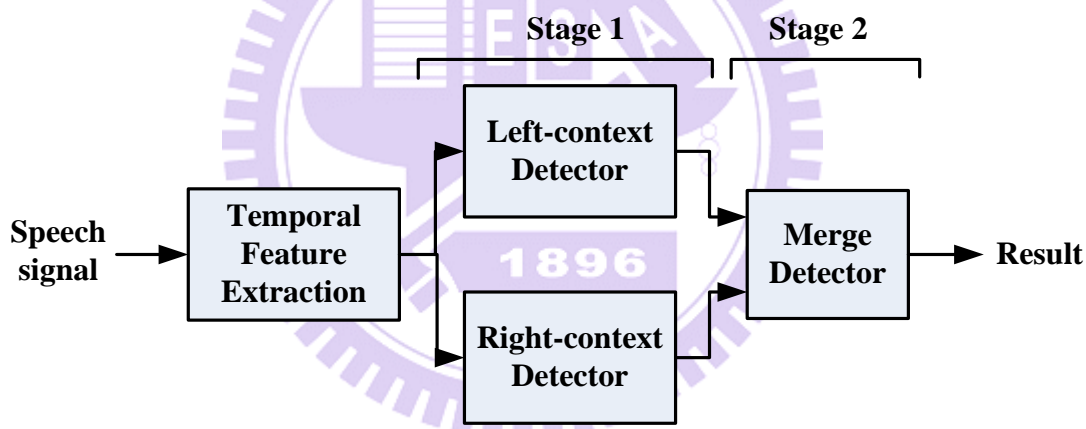 Stage 1
Stage 2
ESA
Left-context
Detector
Speech
signal
Temporal
Feature
Extraction
1896
Merge
Detector
Result
Right-context
Detector